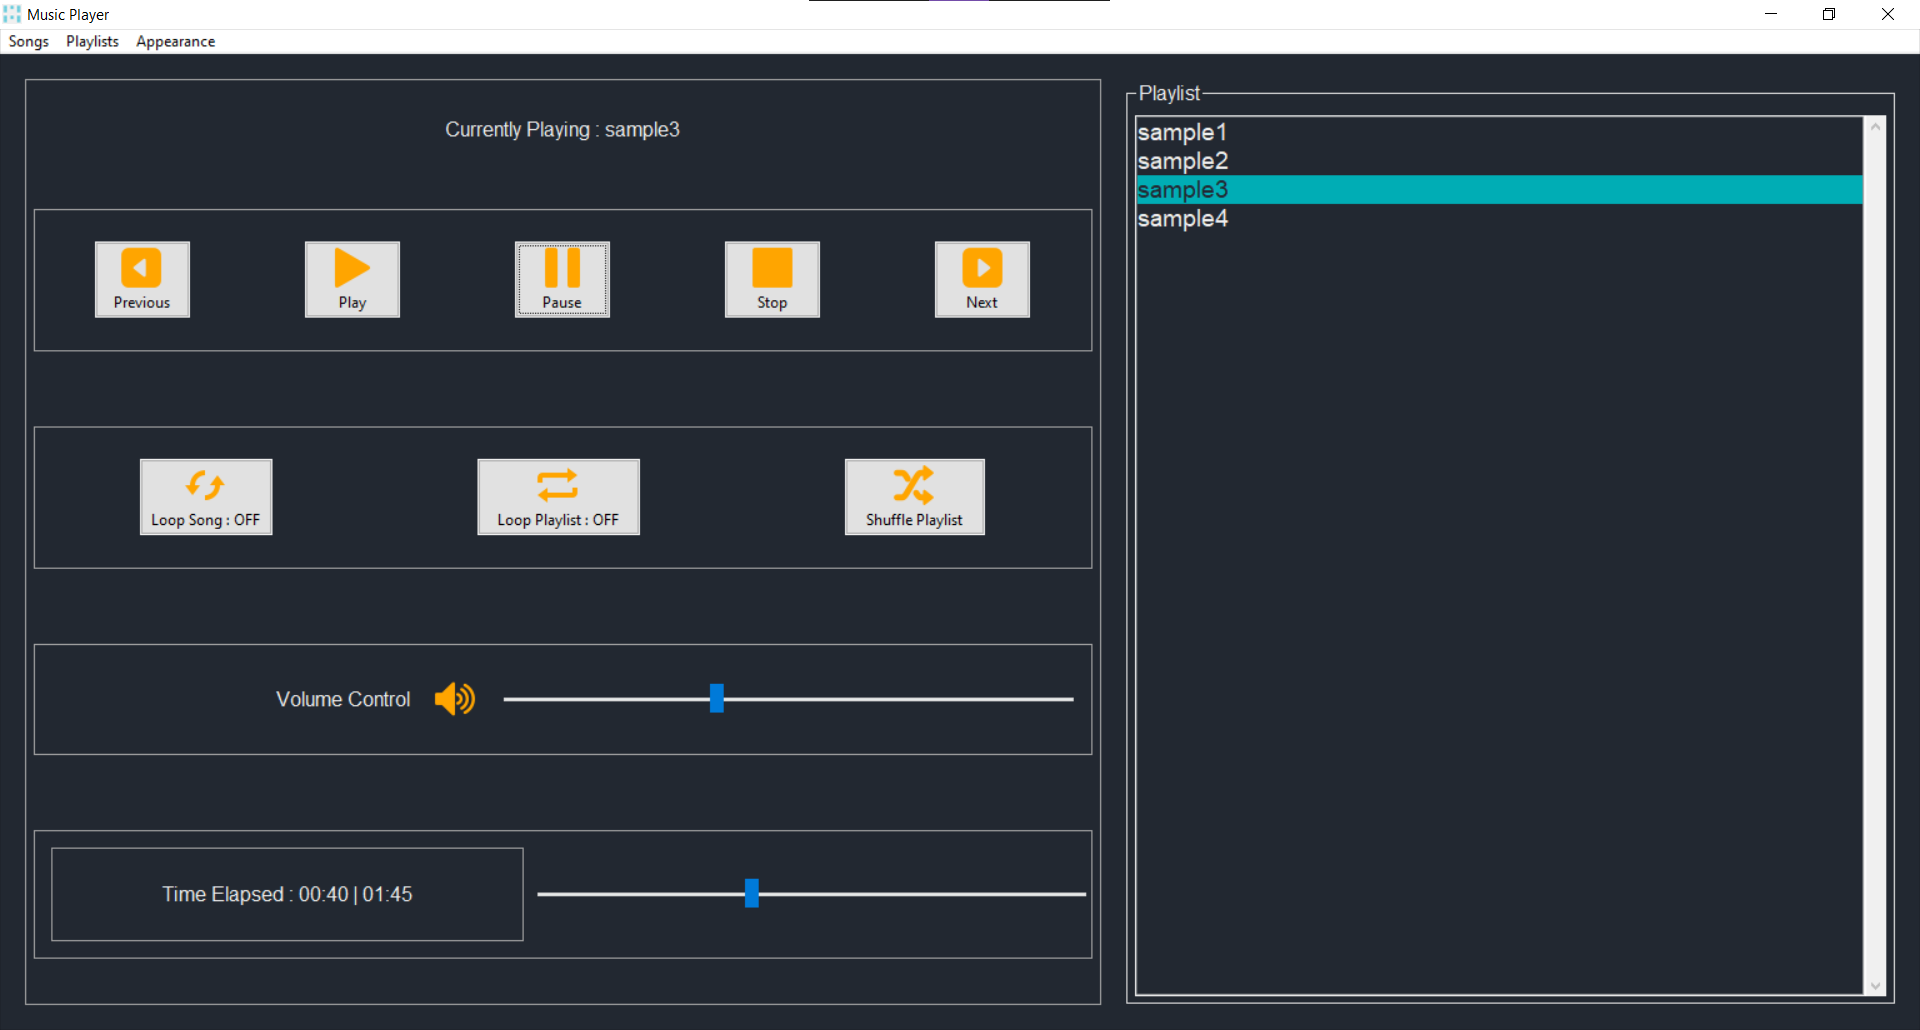 Music Player
Songs Playlists Appearance
Currently Playing : sample3
Previous
Play
Pause
Stop
Next
Loop Song : OFF
Loop Playlist : OFF
Shuffle Playlist
Volume Control
Time Elapsed : 00:40 | 01:45
Playlist
sample1
sample2
sample3
sample4